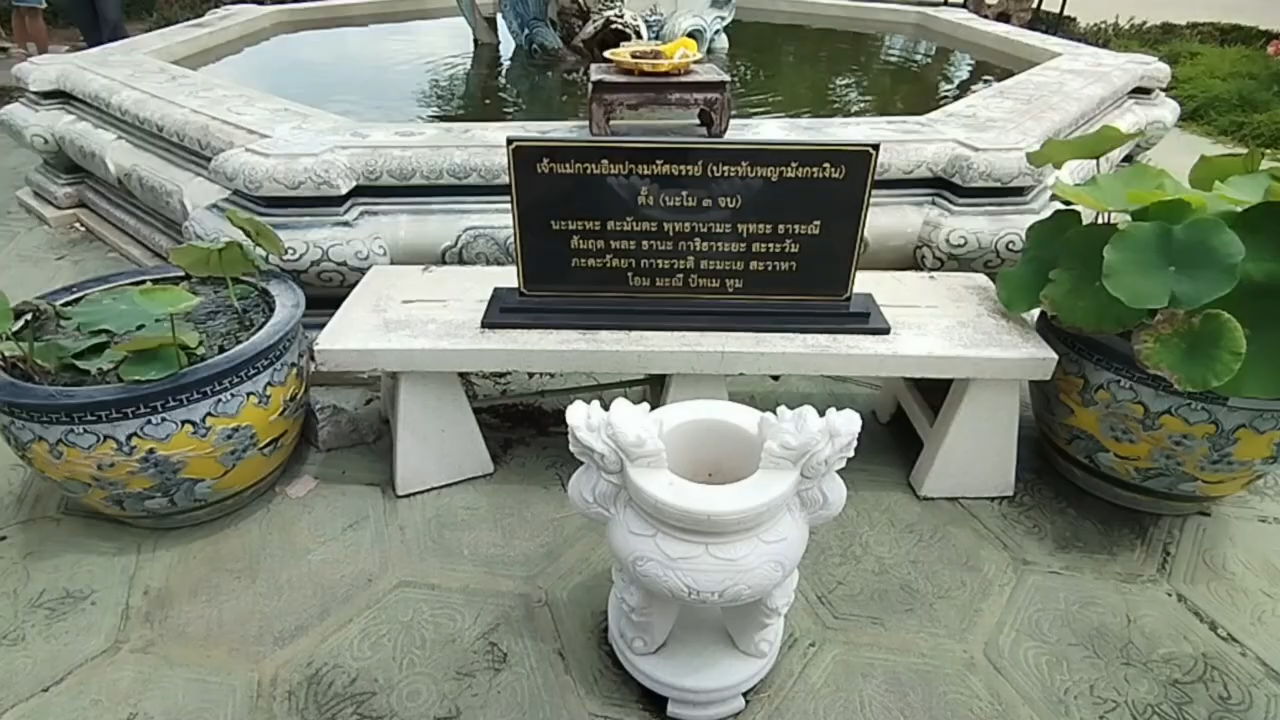 เจ้าแม่กวนอิมปางมหัศจรรย์ (ประทับพญามังกรเงิน)
ตั้ง (นะโม ๓ จบ)
นะมะหะ สะมันตะ พุทธานามะ พุทธะ ธาระณี
สัมฤต พละ ธานะ การิธาระยะ สะระวัม
ภะคะวัตยา การะวะติ สะมะเย สะวาหา
โอม มะณี ปัทเม หูม